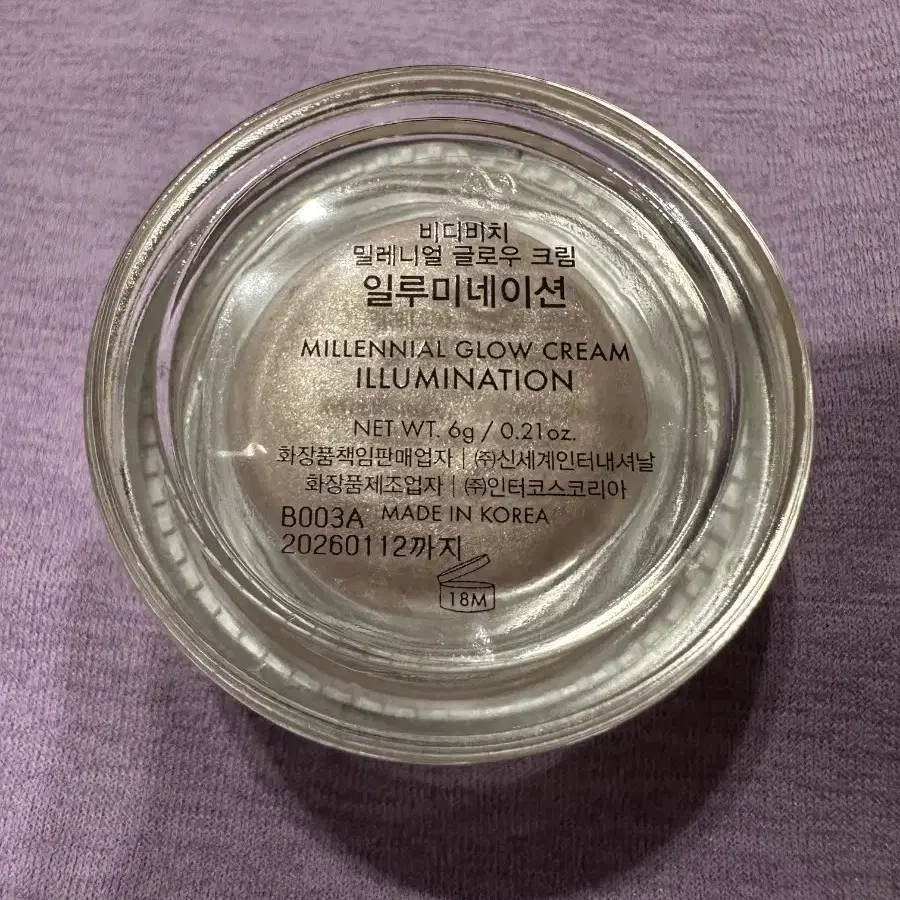 비디비치
밀레니얼 글로우 크림
일루미네이션
MILLENNIAL GLOW CREAM
ILLUMINATION
NET WT. 6g / 0.21oz.
화장품책임판매업자 | ㈜신세계인터내셔날
화장품제조업자 | ㈜인터코스코리아
B003A MADE IN KOREA
20260112까지
18M